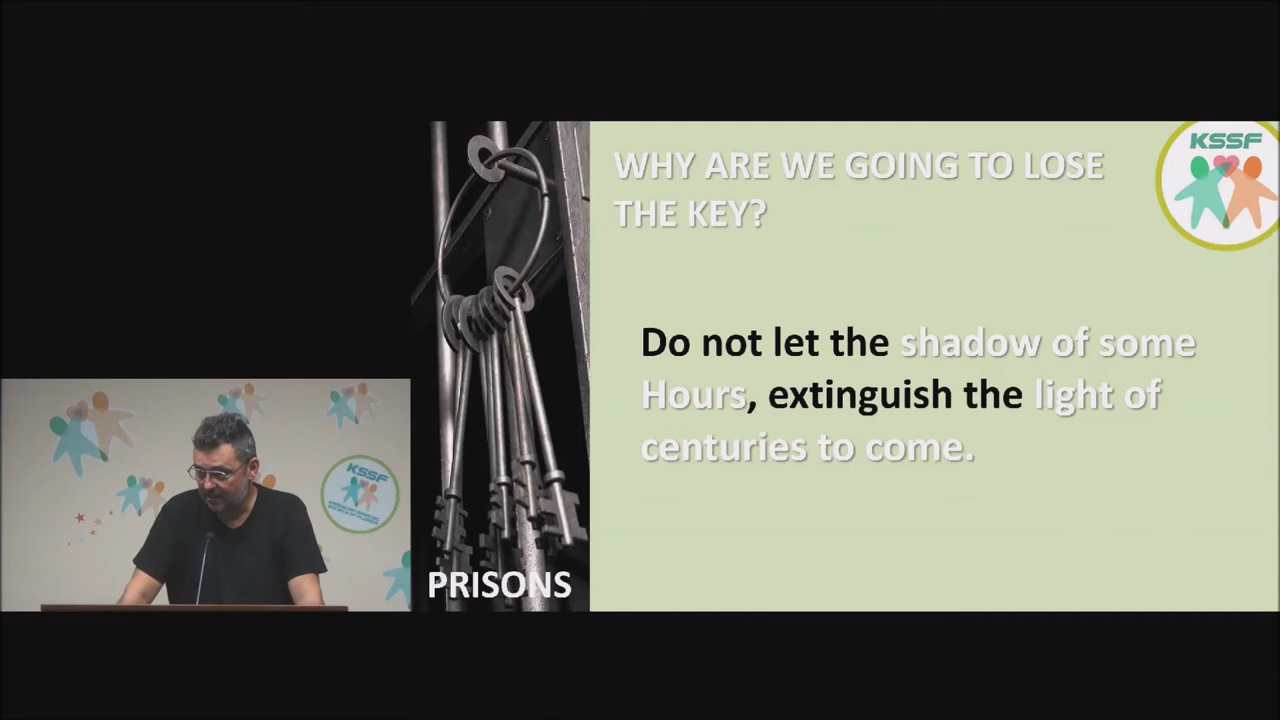 WHY ARE WE GOING TO LOSE
THE KEY?
KSSF
Do not let the shadow of some
Hours, extinguish the light of
centuries to come.
KSSF
PRISONS